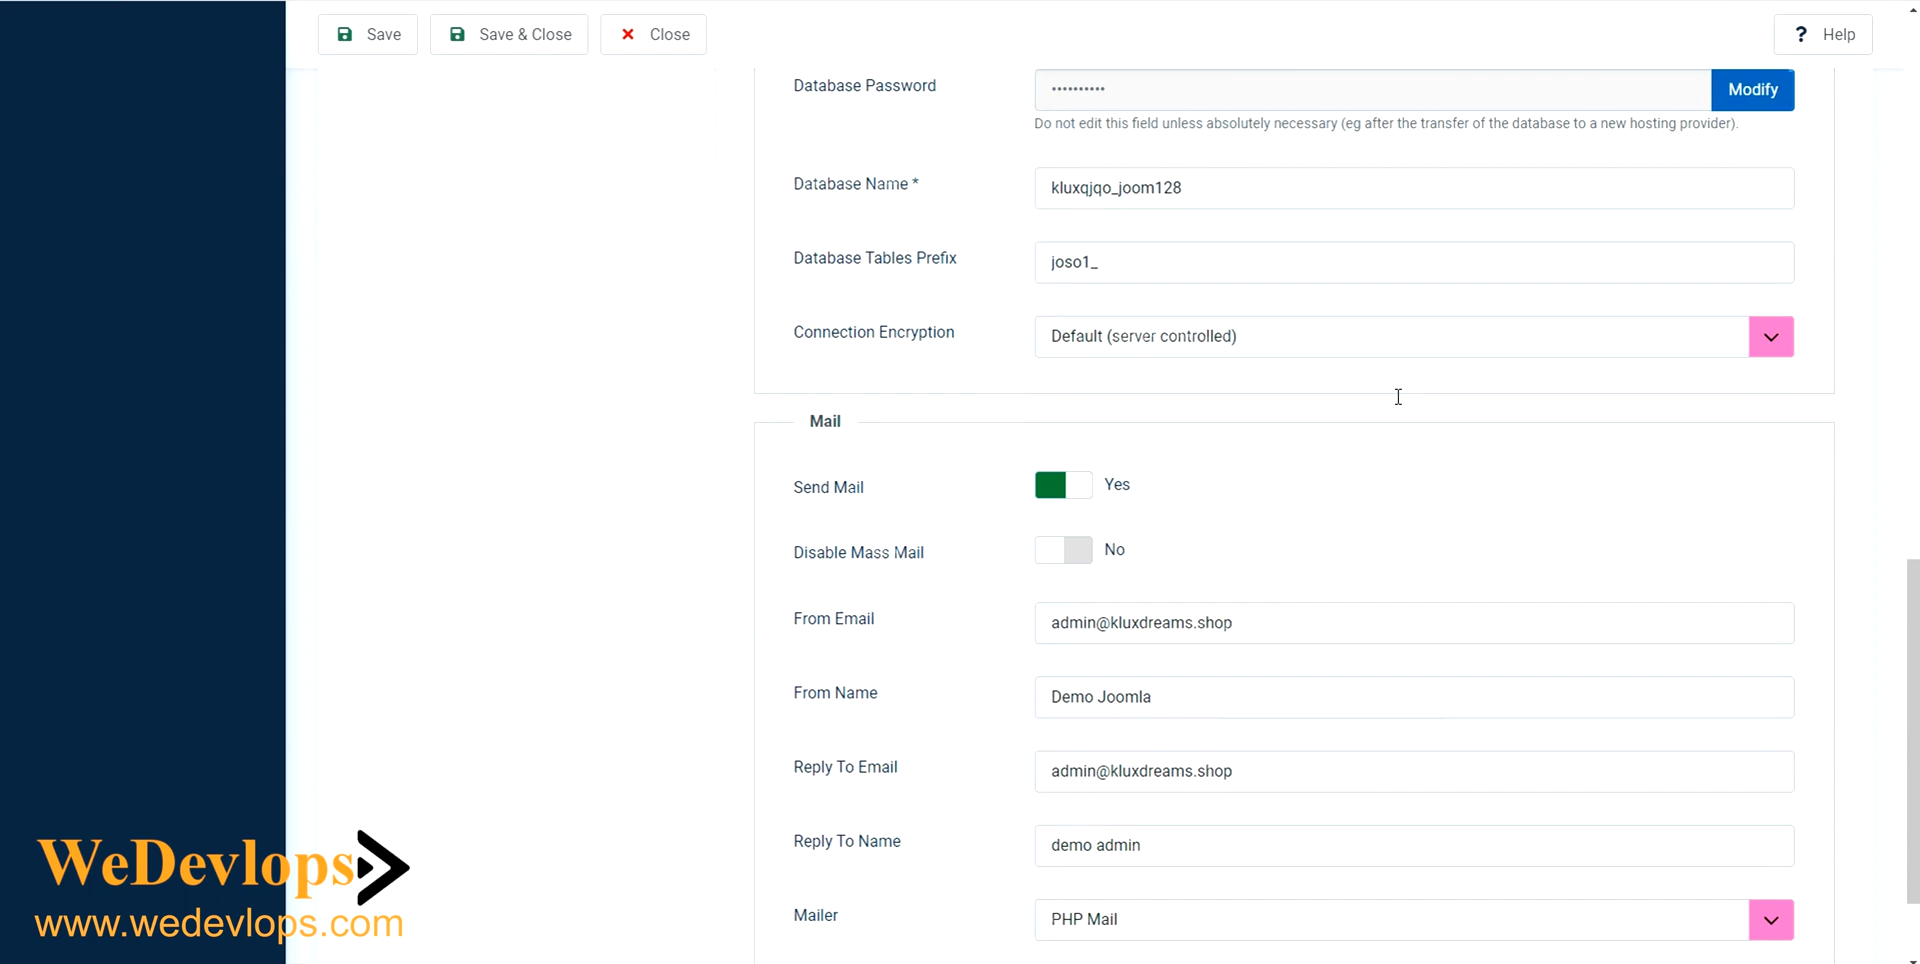 Save
Save & Close
Close
? Help
Database Password
••••••••••
Modify
Do not edit this field unless absolutely necessary (eg after the transfer of the database to a new hosting provider).
Database Name *
kluxqjqo_joom128
Database Tables Prefix
joso1_
Connection Encryption
Default (server controlled)
Mail
Send Mail
Yes
Disable Mass Mail
No
From Email
admin@kluxdreams.shop
From Name
Demo Joomla
Reply To Email
admin@kluxdreams.shop
Reply To Name
demo admin
Mailer
PHP Mail
WeDevlops
www.wedevlops.com